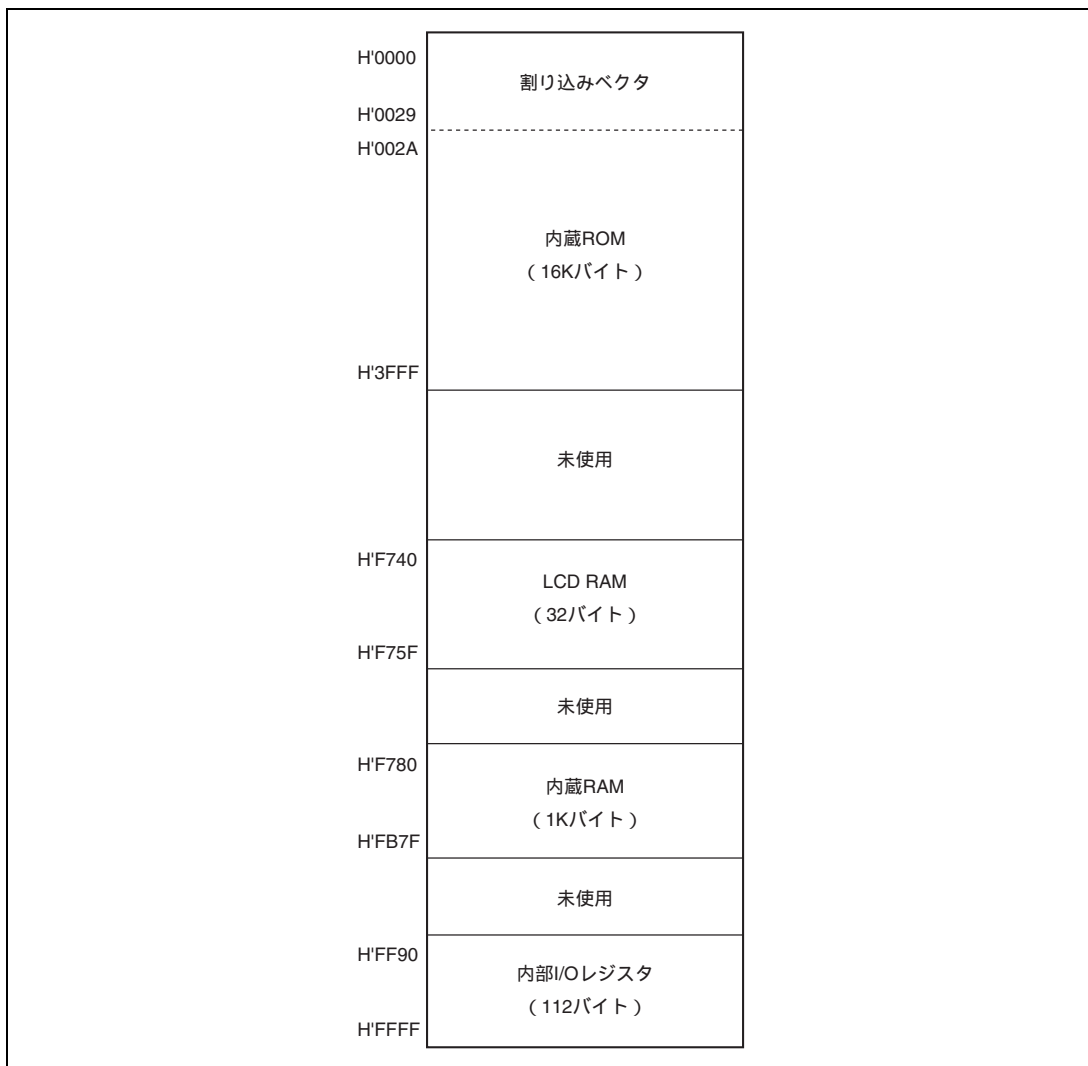 H'0000
割り込みベクタ
H'0029
H'002A
内蔵ROM
（16Kバイト）
H'3FFF
未使用
H'F740
LCD RAM
（32バイト）
H'F75F
未使用
H'F780
内蔵RAM
（1Kバイト）
H'FB7F
未使用
H'FF90
内部I/Oレジスタ
（112バイト）
H'FFFF